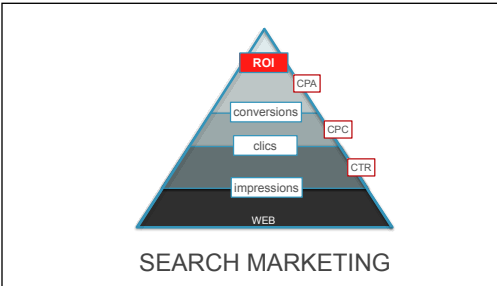 ROI
CPA
conversions
CPC
clics
CTR
impressions
WEB
SEARCH MARKETING